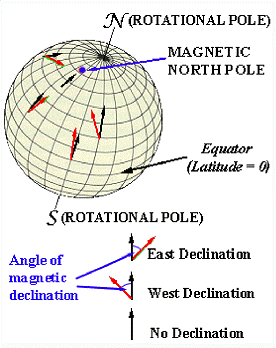 N (ROTATIONAL POLE)
MAGNETIC
NORTH POLE
Equator
(Latitude = 0)
S (ROTATIONAL POLE)
Angle of
magnetic
declination
East Declination
West Declination
No Declination